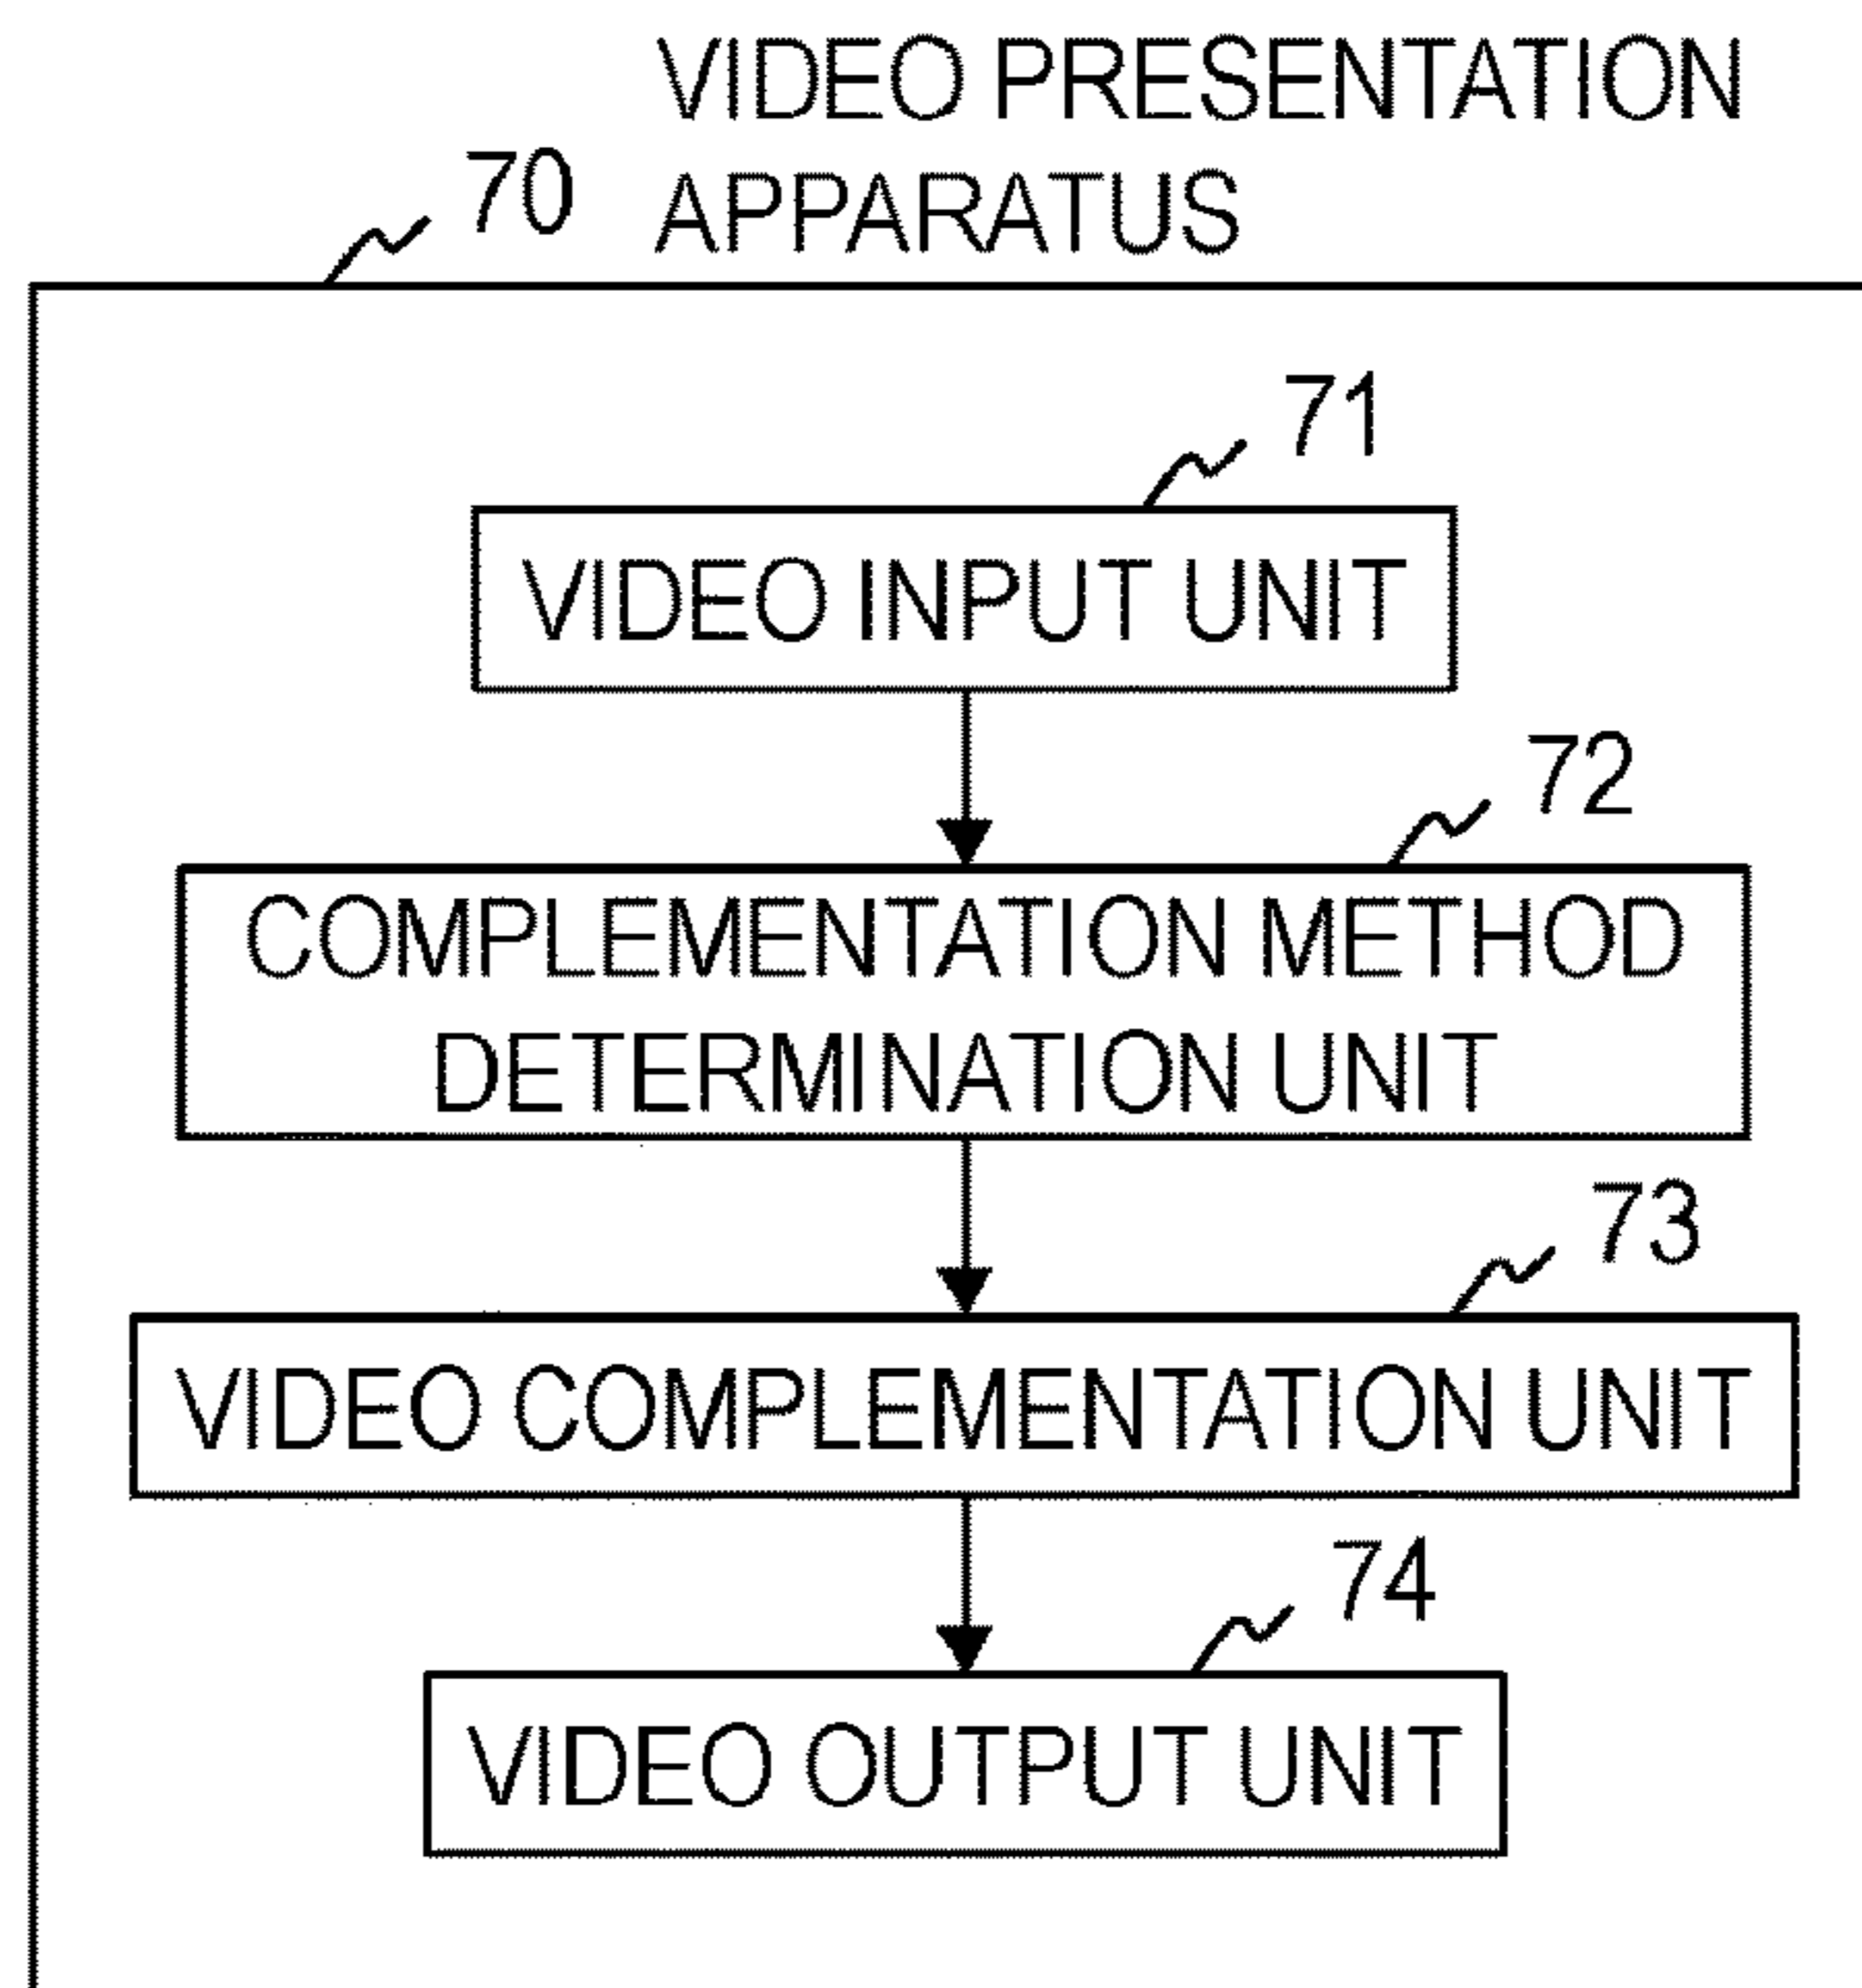 VIDEO PRESENTATION
70 APPARATUS
71
VIDEO INPUT UNIT
72
COMPLEMENTATION METHOD
DETERMINATION UNIT
73
VIDEO COMPLEMENTATION UNIT
74
VIDEO OUTPUT UNIT